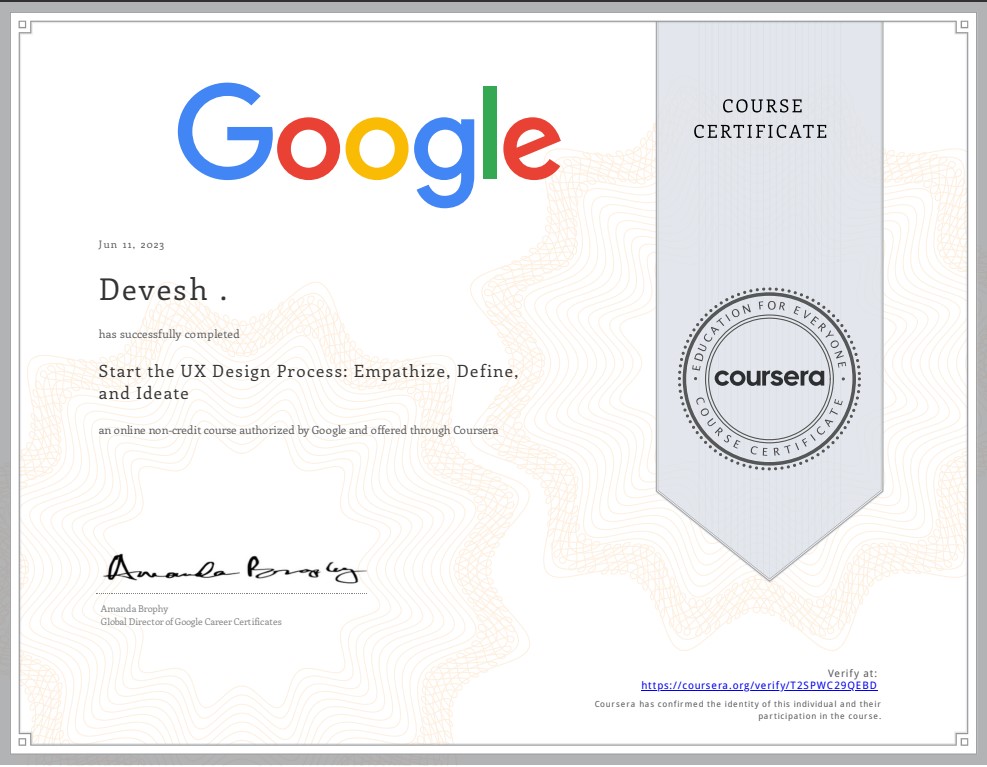 Google
COURSE
CERTIFICATE
Jun 11, 2023
Devesh .
has successfully completed
Start the UX Design Process: Empathize, Define,
and Ideate
an online non-credit course authorized by Google and offered through Coursera
EDUCATION FOR EVERYONE
coursera
COURSE CERTIFICATE
Amanda Brophy
Amanda Brophy
Global Director of Google Career Certificates
Verify at:
https://coursera.org/verify/T2SPWC29QEBD
Coursera has confirmed the identity of this individual and their
participation in the course.